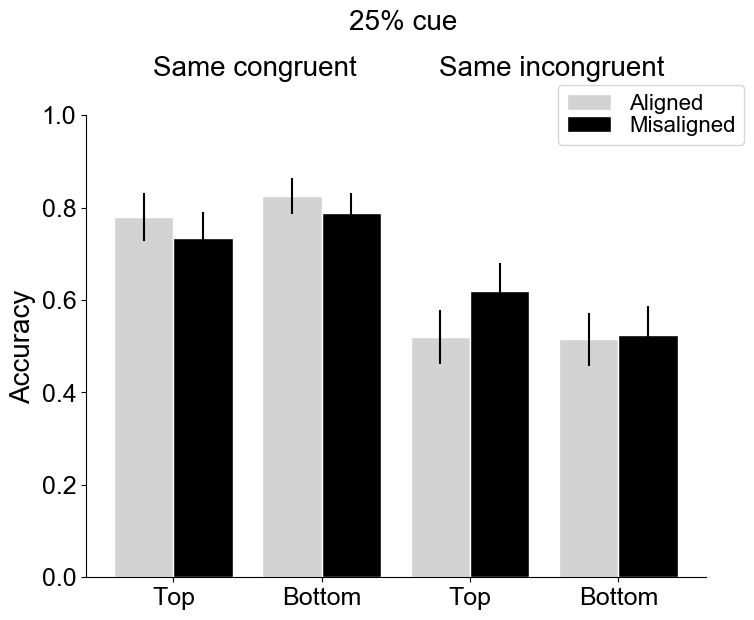 25% cue
Same congruent
Same incongruent
Aligned
Misaligned
1.0
0.8
0.6
0.4
0.2
0.0
Accuracy
Top
Bottom
Top
Bottom